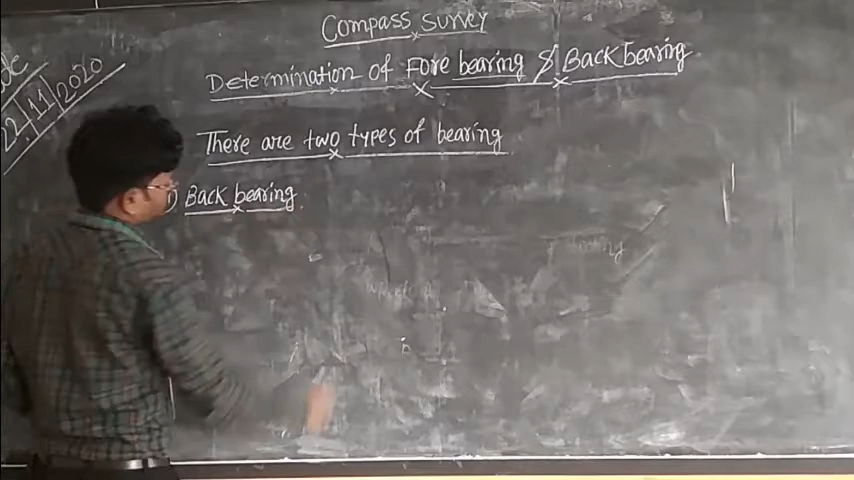 Compass survey
Determination of Fore bearing & Back bearing.
22/11/2020
There are two types of bearing
1) Back bearing.